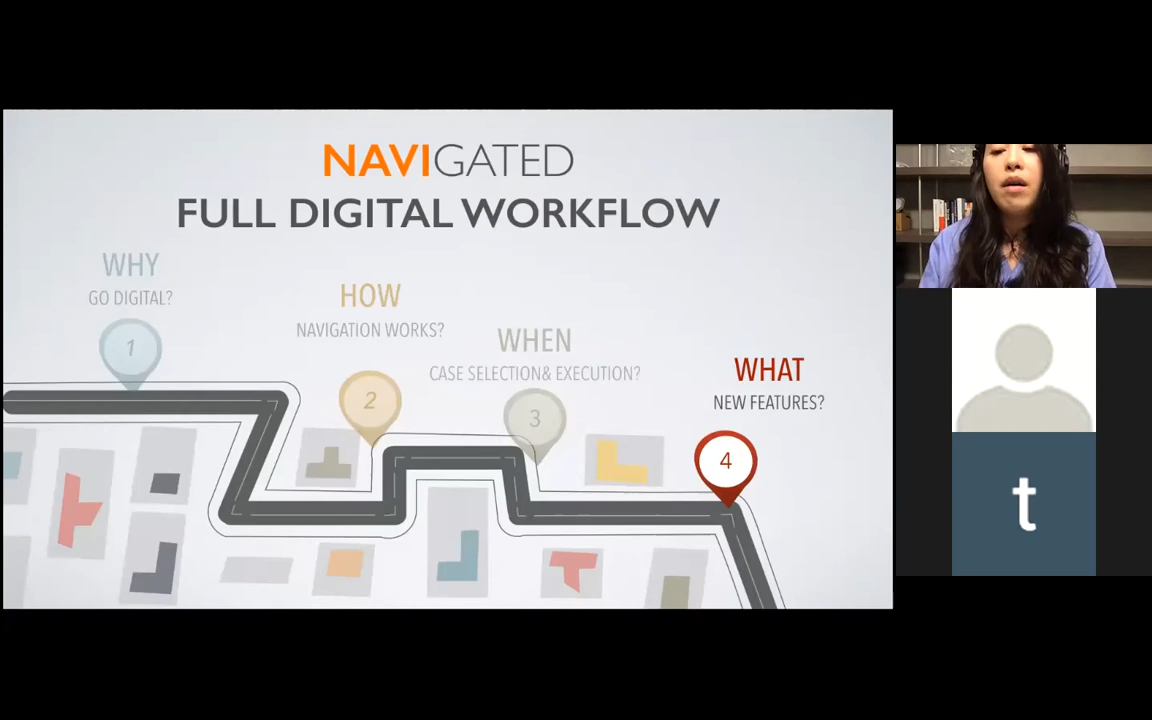 NAVIGATED
FULL DIGITAL WORKFLOW
WHY
GO DIGITAL?
1
HOW
NAVIGATION WORKS?
2
WHEN
CASE SELECTION& EXECUTION?
3
WHAT
NEW FEATURES?
4
t